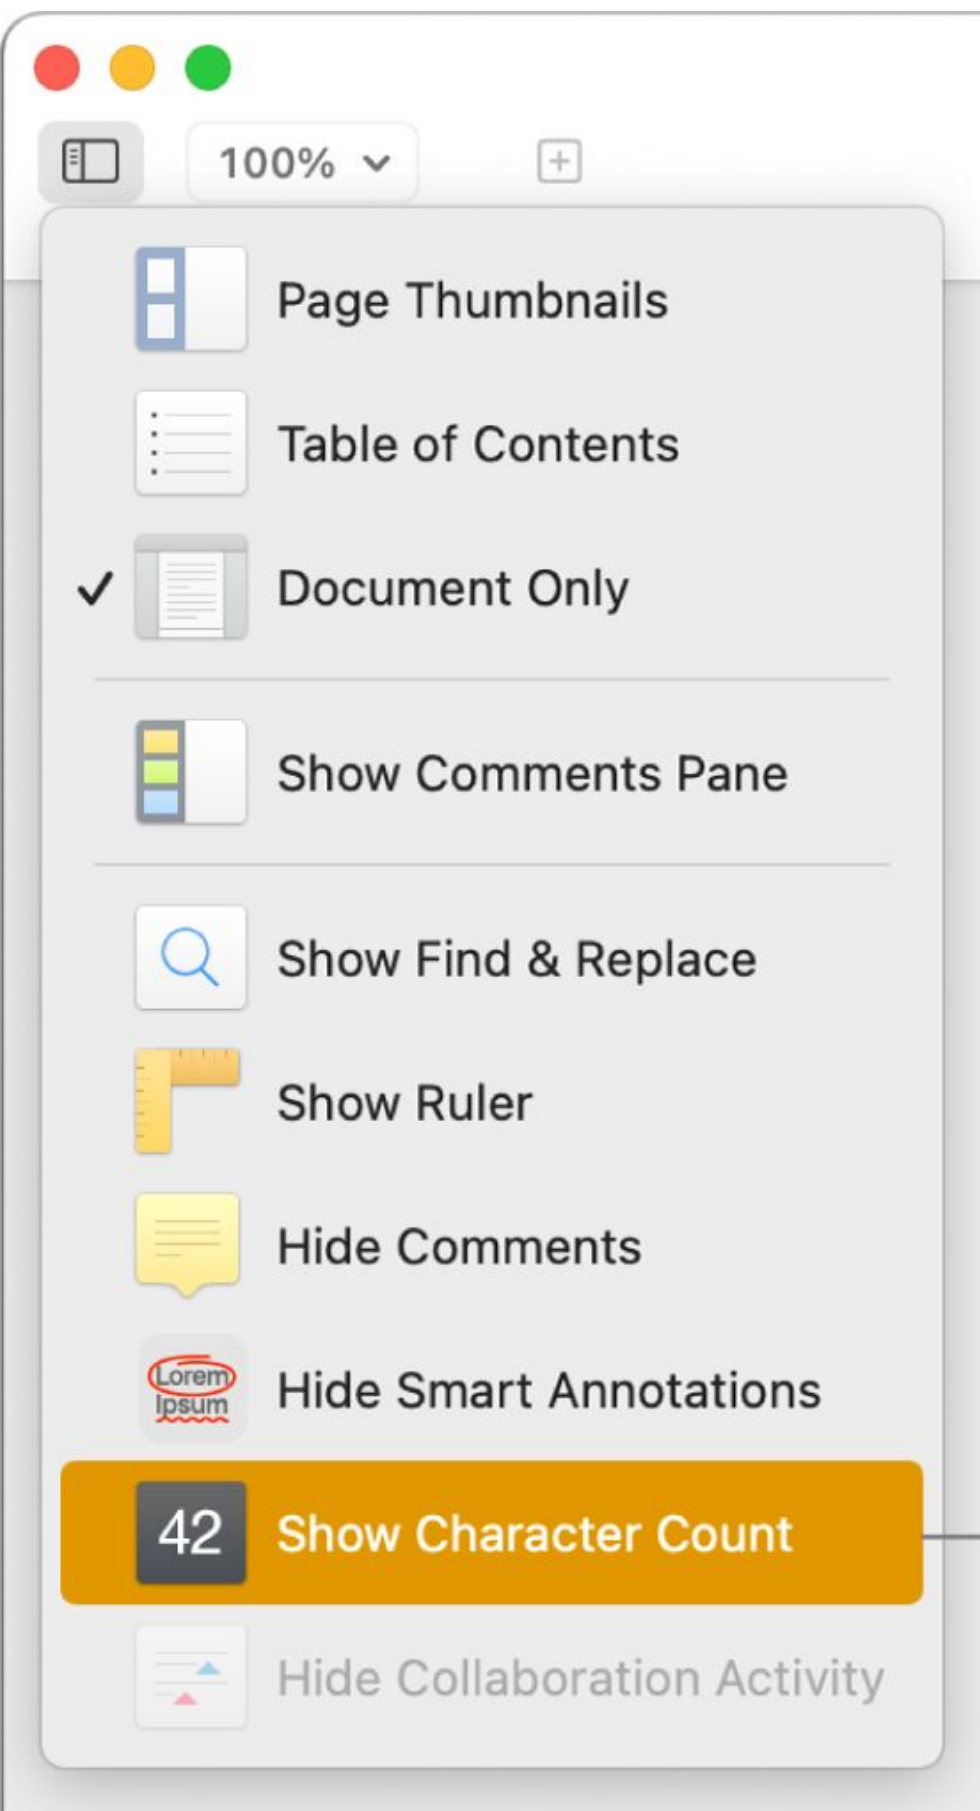 100%
Page Thumbnails
Table of Contents
Document Only
Show Comments Pane
Show Find & Replace
Show Ruler
Hide Comments
Lorem
Ipsum
Hide Smart Annotations
42
Show Character Count
Hide Collaboration Activity